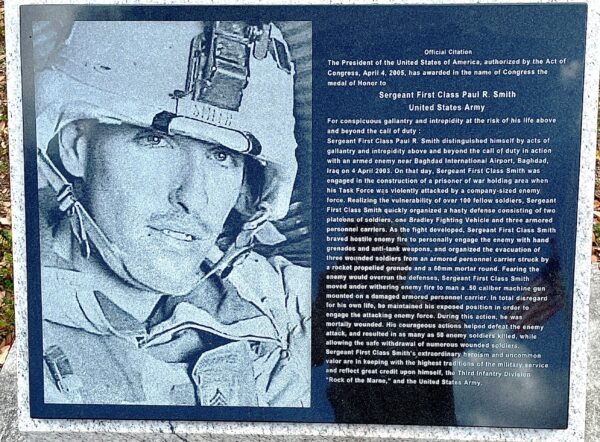 Official Citation
The President of the United States of America, authorized by the Act of
Congress, April 4, 2005, has awarded in the name of Congress the
medal of Honor to
Sergeant First Class Paul R. Smith
United States Army
For conspicuous gallantry and intrepidity at the risk of his life above
and beyond the call of duty :
Sergeant First Class Paul R. Smith distinguished himself by acts of
gallantry and intrepidity above and beyond the call of duty in action
with an armed enemy near Baghdad International Airport, Baghdad,
Iraq on 4 April 2003. On that day, Sergeant First Class Smith was
engaged in the construction of a prisoner of war holding area when
his Task Force was violently attacked by a company-sized enemy
force. Realizing the vulnerability of over 100 fellow soldiers, Sergeant
First Class Smith quickly organized a hasty defense consisting of two
platoons of soldiers, one Bradley Fighting Vehicle and three armored
personnel carriers. As the fight developed, Sergeant First Class Smith
braved hostile enemy fire to personally engage the enemy with hand
grenades and anti-tank weapons, and organized the evacuation of
three wounded soldiers from an armored personnel carrier struck by
a rocket propelled grenade and a 60mm mortar round. Fearing the
enemy would overrun the defenses, Sergeant First Class Smith
moved under withering enemy fire to man a .50 caliber machine gun
mounted on a damaged armored personnel carrier. In total disregard
for his own life, he maintained his exposed position in order to
engage the attacking enemy force. During this action, he was
mortally wounded. His courageous actions helped defeat the enemy
attack, and resulted in as many as 50 enemy soldiers killed, while
allowing the safe withdrawal of numerous wounded soldiers.
Sergeant First Class Smith's extraordinary heroism and uncommon
valor are in keeping with the highest traditions of the military service
and reflect great credit upon himself, the Third Infantry Division
"Rock of the Marne," and the United States Army.